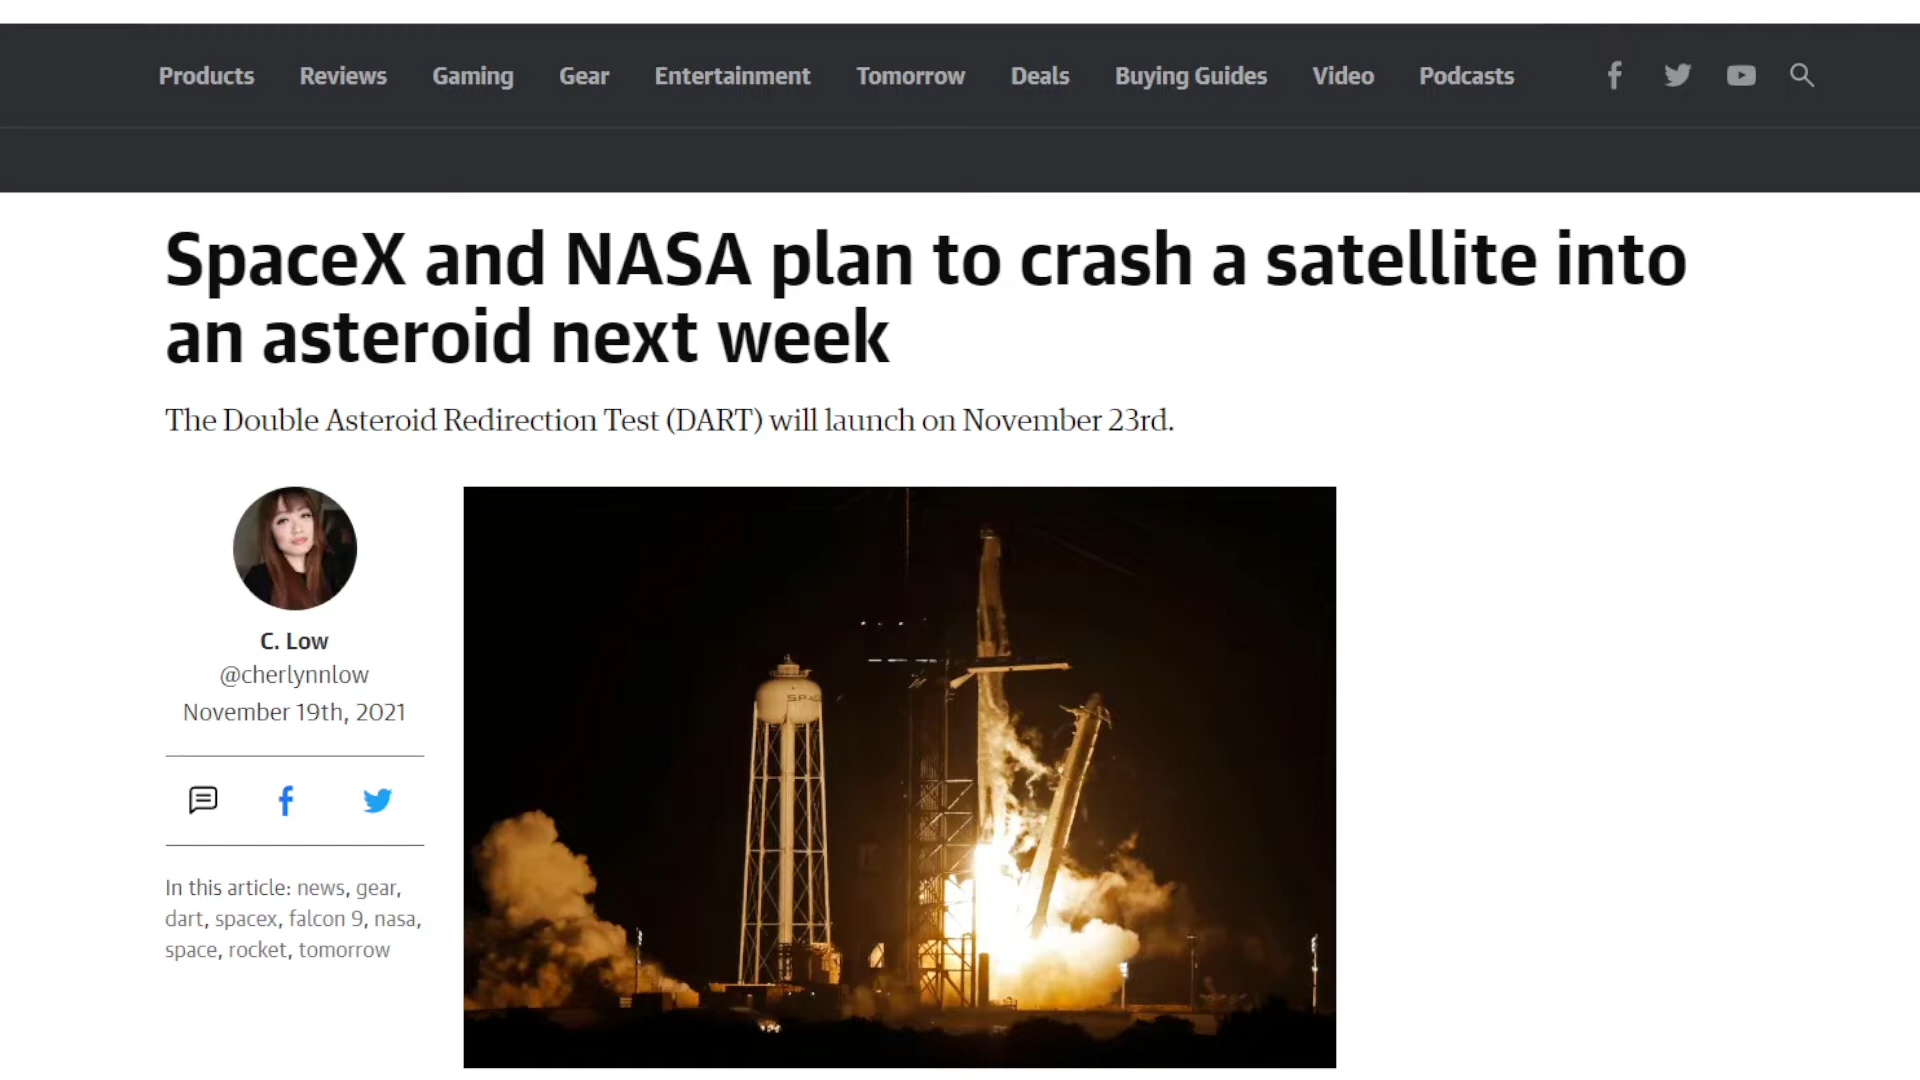 Products Reviews Gaming Gear Entertainment Tomorrow Deals Buying Guides Video Podcasts
SpaceX and NASA plan to crash a satellite into
an asteroid next week
The Double Asteroid Redirection Test (DART) will launch on November 23rd.
C. Low
@cherlynnlow
November 19th, 2021
In this article: news, gear,
dart, spacex, falcon 9, nasa,
space, rocket, tomorrow